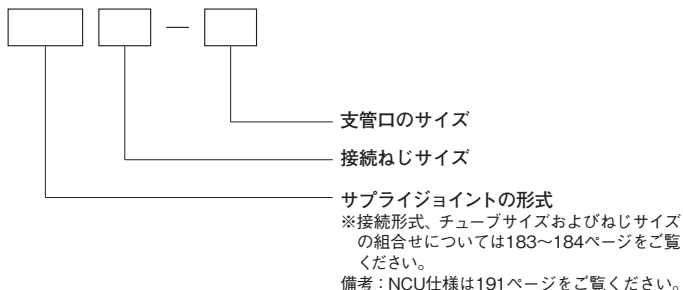 支管口のサイズ
接続ねじサイズ
サプライジョイントの形式
※接続形式、チューブサイズおよびねじサイズ
の組合せについては183〜184ページをご覧
ください。
備考：NCU仕様は191ページをご覧ください。